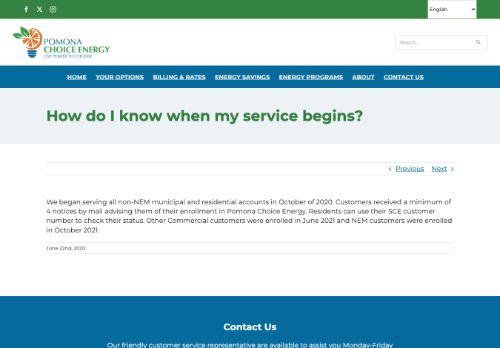 English
POMONA
CHOICE ENERGY
THE POWER TO CHOOSE
Search...
HOME YOUR OPTIONS BILLING & RATES ENERGY SAVINGS ENERGY PROGRAMS ABOUT CONTACT US
How do I know when my service begins?
Previous Next
We began serving all non-NEM municipal and residential accounts in October of 2020. Customers received a minimum of
4 notices by mail advising them of their enrollment in Pomona Choice Energy. Residents can use their SCE customer
number to check their status. Other Commercial customers were enrolled in June 2021 and NEM customers were enrolled
in October 2021.
June 22nd, 2020
Contact Us
Our friendly customer service representative are available to assist you Monday-Friday